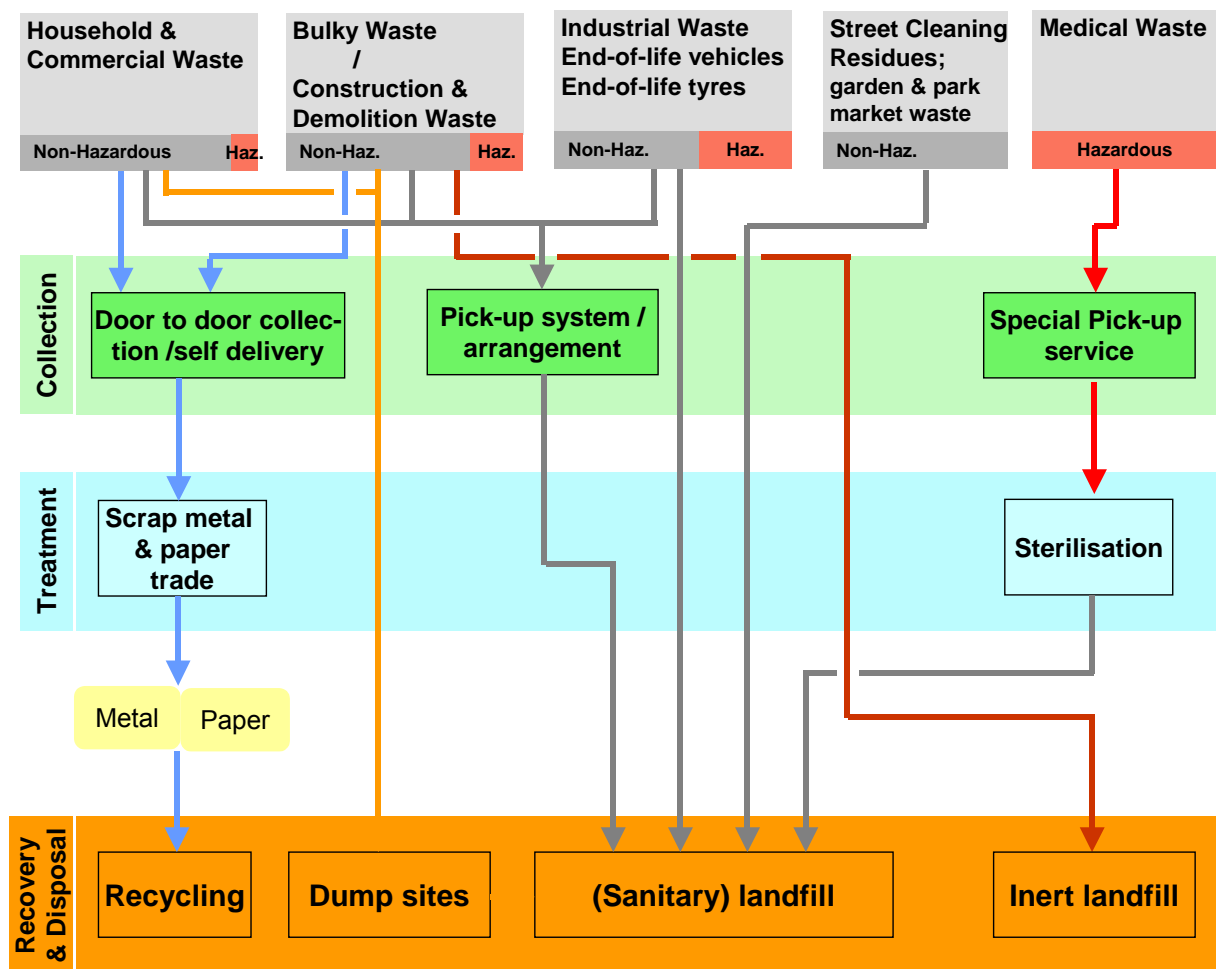 Household &
Commercial Waste
Non-Hazardous
Haz.
Bulky Waste
/
Construction &
Demolition Waste
Non-Haz.
Haz.
Industrial Waste
End-of-life vehicles
End-of-life tyres
Non-Haz.
Haz.
Street Cleaning
Residues;
garden & park
market waste
Non-Haz.
Medical Waste
Hazardous
Collection
Door to door collec-
tion /self delivery
Pick-up system /
arrangement
Special Pick-up
service
Treatment
Scrap metal
& paper
trade
Sterilisation
Metal
Paper
Recovery
& Disposal
Recycling
Dump sites
(Sanitary) landfill
Inert landfill